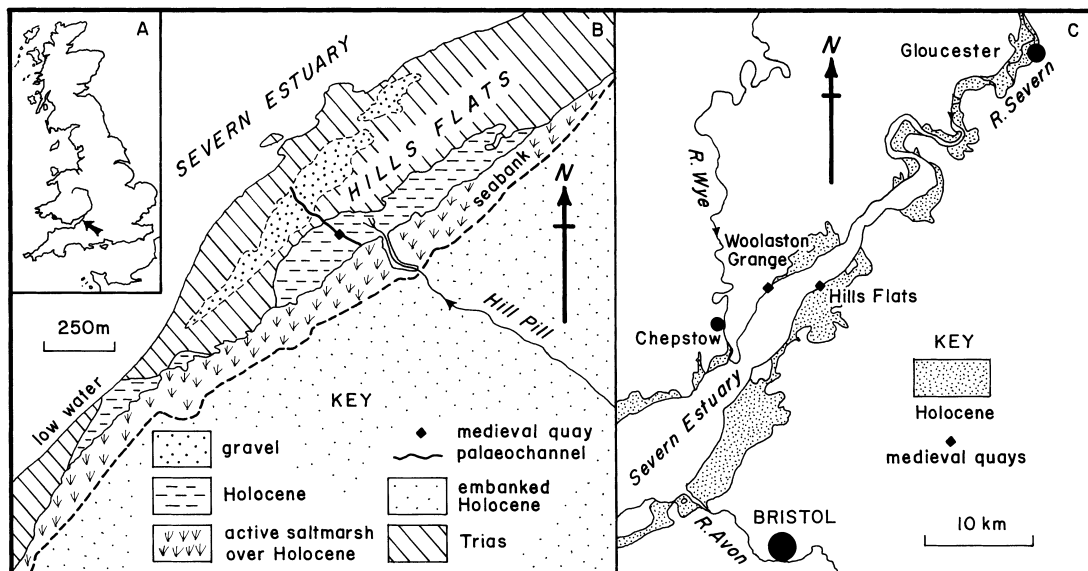 A
B
SEVERN ESTUARY
HILLS FLATS
seabank
N
250m
Hill Pill
low water
KEY
gravel
Holocene
active saltmarsh
over Holocene
medieval quay
palaeochannel
embanked
Holocene
Trias
C
N
Gloucester
R. Severn
R. Wye
Woolaston
Grange
Hills Flats
Chepstow
Severn Estuary
KEY
Holocene
medieval quays
R. Avon
BRISTOL
10 km